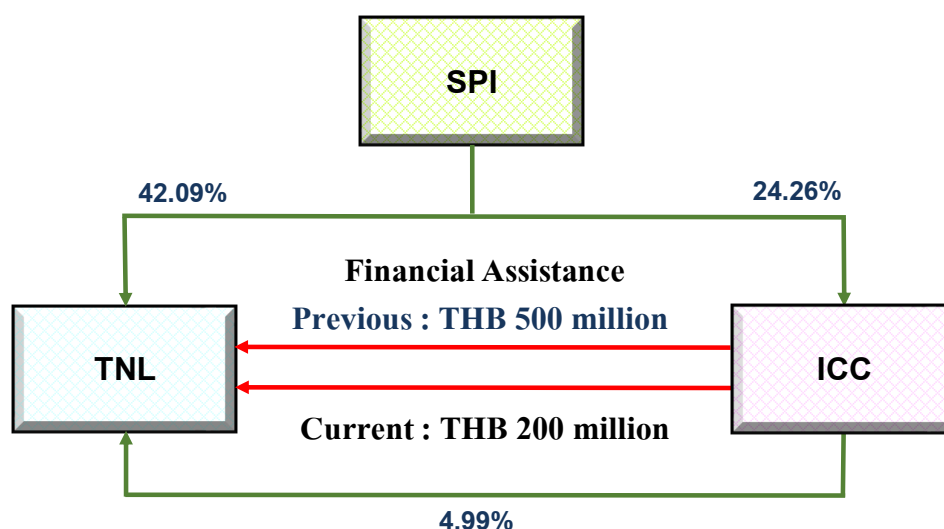 SPI
42.09%
24.26%
Financial Assistance
Previous : THB 500 million
TNL
ICC
Current : THB 200 million
4.99%